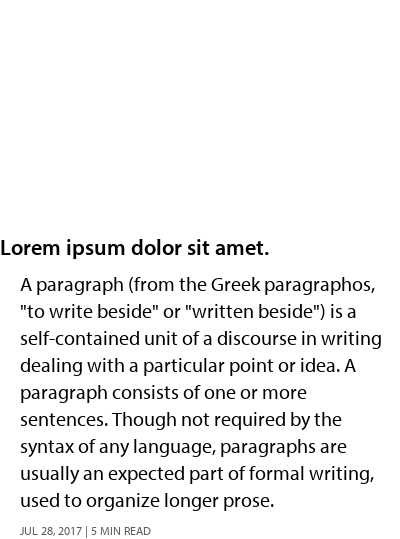 Lorem ipsum dolor sit amet.
A paragraph (from the Greek paragraphos,
"to write beside" or "written beside") is a
self-contained unit of a discourse in writing
dealing with a particular point or idea. A
paragraph consists of one or more
sentences. Though not required by the
syntax of any language, paragraphs are
usually an expected part of formal writing,
used to organize longer prose.
JUL 28, 2017 | 5 MIN READ